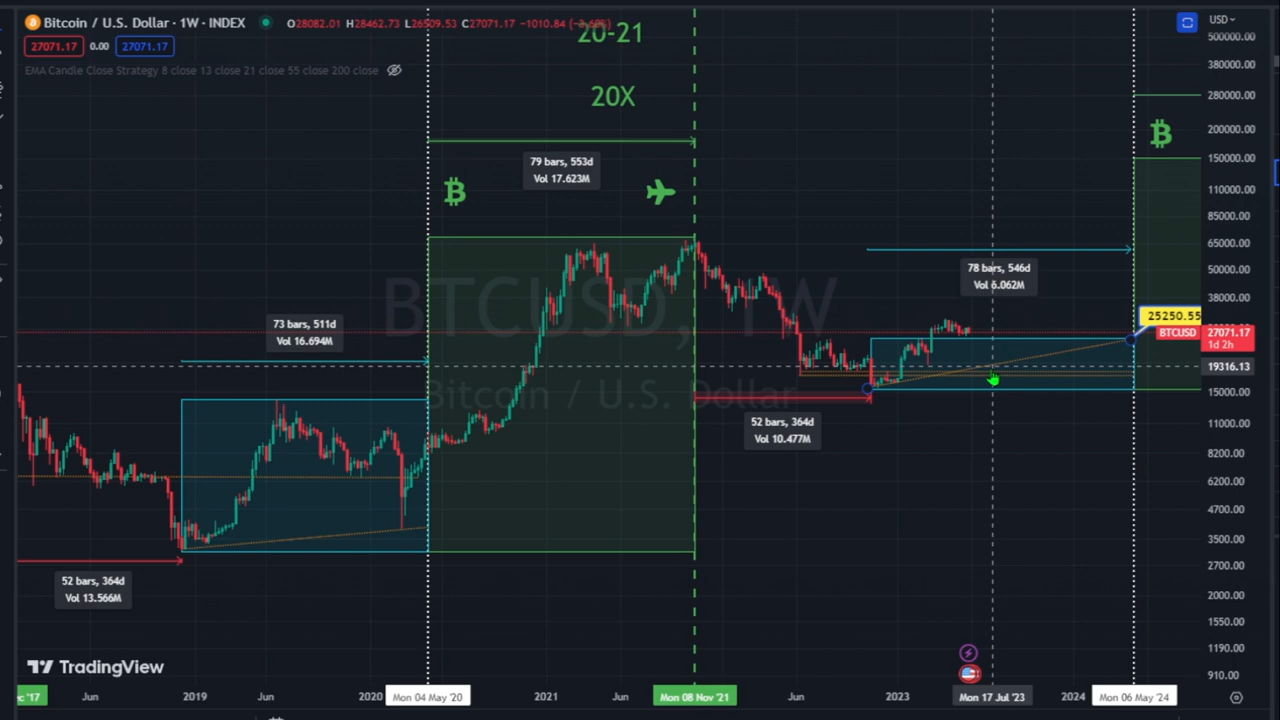 Bitcoin / U.S. Dollar · 1W · INDEX
O28082.01 H28462.73 L26509.53 C27071.17 −1010.84
27071.17 0.00 27071.17
EMA Candle Close Strategy 8 close 13 close 21 close 55 close 200 close
20-21
20X
79 bars, 553d
Vol 17.623M
78 bars, 546d
Vol 6.062M
73 bars, 511d
Vol 16.694M
52 bars, 364d
Vol 10.477M
52 bars, 364d
Vol 13.566M
BTCUSD, 1W
Bitcoin / U.S. Dollar
USD
500000.00
380000.00
280000.00
200000.00
150000.00
110000.00
85000.00
65000.00
50000.00
38000.00
25250.55
BTCUSD 27071.17
1d 2h
19316.13
15000.00
11000.00
8200.00
6200.00
4700.00
3500.00
2700.00
2000.00
1550.00
1190.00
910.00
TradingView
'17 Jun 2019 Jun 2020 Mon 04 May '20 2021 Jun Mon 08 Nov '21 Jun 2023 Mon 17 Jul '23 2024 Mon 06 May '24